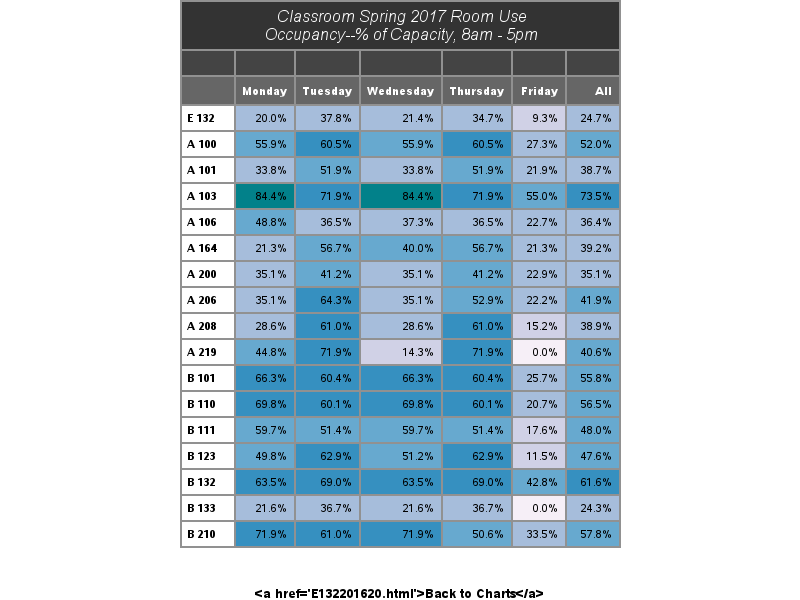 Classroom Spring 2017 Room Use
Occupancy--% of Capacity, 8am - 5pm
Monday Tuesday Wednesday Thursday Friday All
E 132 20.0% 37.8% 21.4% 34.7% 9.3% 24.7%
A 100 55.9% 60.5% 55.9% 60.5% 27.3% 52.0%
A 101 33.8% 51.9% 33.8% 51.9% 21.9% 38.7%
A 103 84.4% 71.9% 84.4% 71.9% 55.0% 73.5%
A 106 48.8% 36.5% 37.3% 36.5% 22.7% 36.4%
A 164 21.3% 56.7% 40.0% 56.7% 21.3% 39.2%
A 200 35.1% 41.2% 35.1% 41.2% 22.9% 35.1%
A 206 35.1% 64.3% 35.1% 52.9% 22.2% 41.9%
A 208 28.6% 61.0% 28.6% 61.0% 15.2% 38.9%
A 219 44.8% 71.9% 14.3% 71.9% 0.0% 40.6%
B 101 66.3% 60.4% 66.3% 60.4% 25.7% 55.8%
B 110 69.8% 60.1% 69.8% 60.1% 20.7% 56.5%
B 111 59.7% 51.4% 59.7% 51.4% 17.6% 48.0%
B 123 49.8% 62.9% 51.2% 62.9% 11.5% 47.6%
B 132 63.5% 69.0% 63.5% 69.0% 42.8% 61.6%
B 133 21.6% 36.7% 21.6% 36.7% 0.0% 24.3%
B 210 71.9% 61.0% 71.9% 50.6% 33.5% 57.8%
<a href='E132201620.html'>Back to Charts</a>